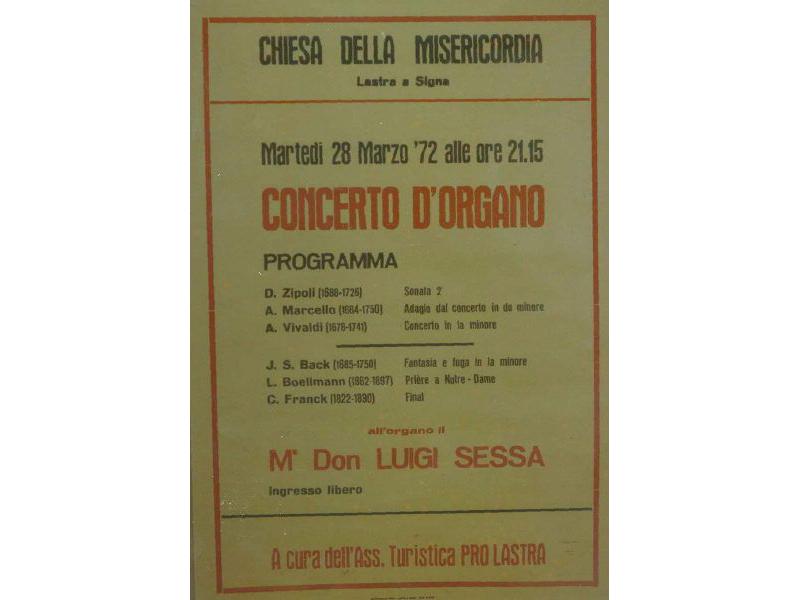 CHIESA DELLA MISERICORDIA
Lastra a Signa
Martedì 28 Marzo '72 alle ore 21.15
CONCERTO D'ORGANO
PROGRAMMA
D. Zipoli (1688-1726) Sonata 2ª
A. Marcello (1684-1750) Adagio dal concerto in do minore
A. Vivaldi (1678-1741) Concerto in la minore
J. S. Back (1685-1750) Fantasia e fuga in la minore
L. Boellmann (1862-1897) Prière a Notre-Dame
C. Franck (1822-1890) Final
all'organo il
M° Don LUIGI SESSA
ingresso libero
A cura dell'Ass. Turistica PRO LASTRA